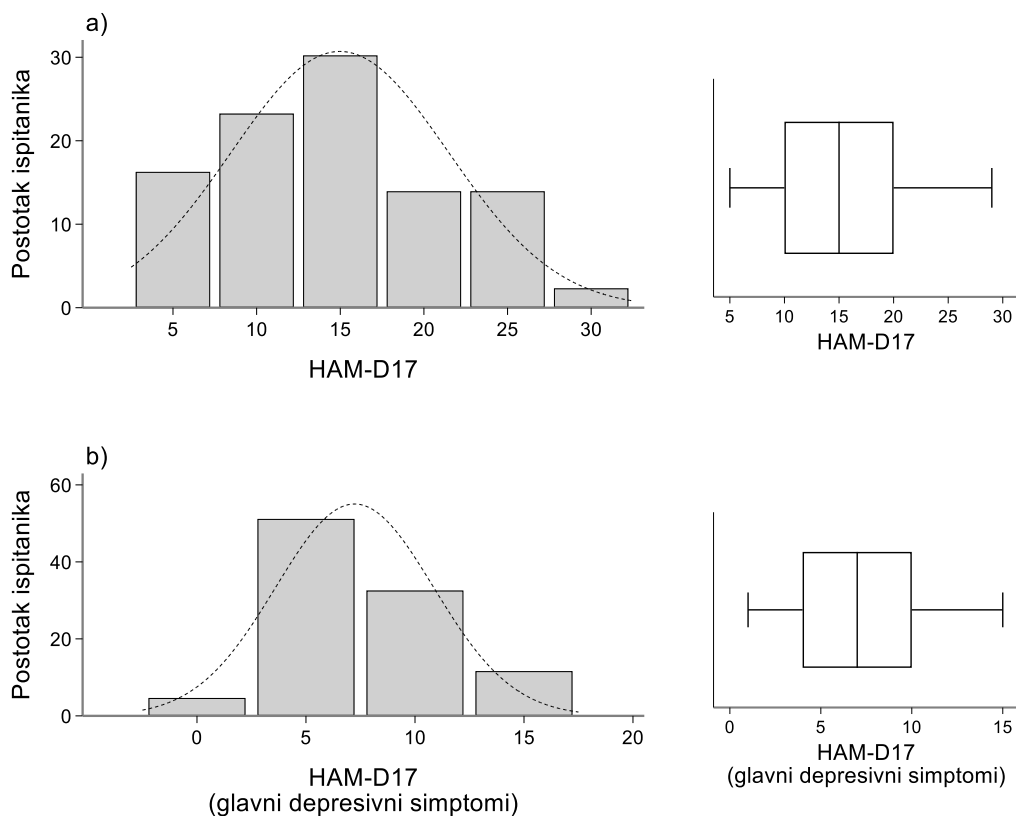 a)
Postotak ispitanika
30
20
10
0
5 10 15 20 25 30
HAM-D17
5 10 15 20 25 30
HAM-D17
b)
Postotak ispitanika
60
40
20
0
0 5 10 15 20
HAM-D17
(glavni depresivni simptomi)
0 5 10 15
HAM-D17
(glavni depresivni simptomi)